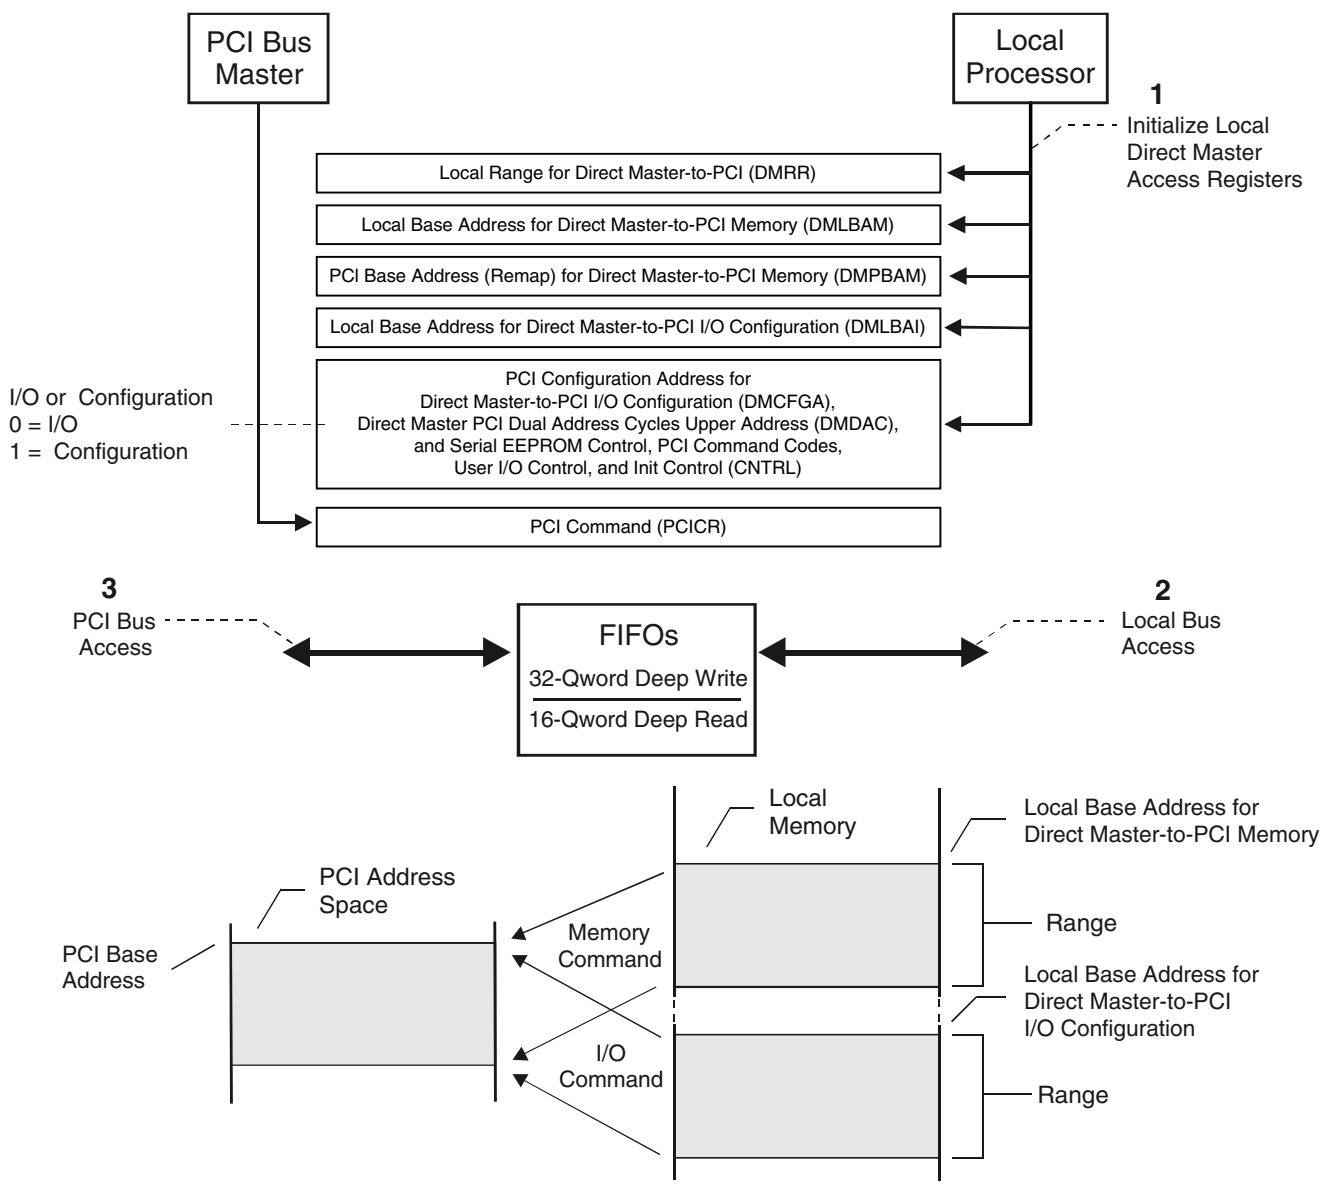 PCI Bus
Master
Local
Processor
1
Initialize Local
Direct Master
Access Registers
Local Range for Direct Master-to-PCI (DMRR)
Local Base Address for Direct Master-to-PCI Memory (DMLBAM)
PCI Base Address (Remap) for Direct Master-to-PCI Memory (DMPBAM)
Local Base Address for Direct Master-to-PCI I/O Configuration (DMLBAI)
I/O or Configuration
0 = I/O
1 = Configuration
PCI Configuration Address for
Direct Master-to-PCI I/O Configuration (DMCFGA),
Direct Master PCI Dual Address Cycles Upper Address (DMDAC),
and Serial EEPROM Control, PCI Command Codes,
User I/O Control, and Init Control (CNTRL)
PCI Command (PCICR)
3
PCI Bus
Access
FIFOs
32-Qword Deep Write
16-Qword Deep Read
2
Local Bus
Access
Local
Memory
Local Base Address for
Direct Master-to-PCI Memory
PCI Address
Space
PCI Base
Address
Memory
Command
Range
Local Base Address for
Direct Master-to-PCI
I/O Configuration
I/O
Command
Range